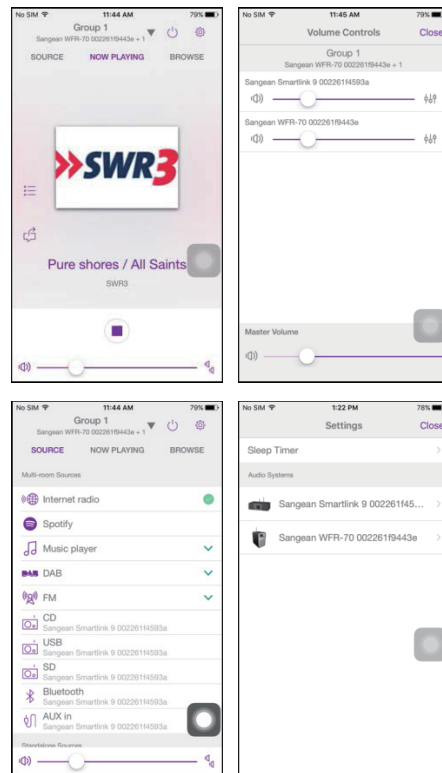 No SIM 11:44 AM 79%
Group 1
Sangean WFR-70 002261f9443e + 1
SOURCE NOW PLAYING BROWSE
SWR3
Pure shores / All Saints
SWR3
No SIM 11:45 AM 79%
Volume Controls Close
Group 1
Sangean WFR-70 002261f9443e + 1
Sangean Smartlink 9 002261f4593a
Sangean WFR-70 002261f9443e
Master Volume
No SIM 11:44 AM 79%
Group 1
Sangean WFR-70 002261f9443e + 1
SOURCE NOW PLAYING BROWSE
Multi-room Sources
Internet radio
Spotify
Music player
DAB DAB
FM
CD
Sangean Smartlink 9 002261f4593a
USB
Sangean Smartlink 9 002261f4593a
SD
Sangean Smartlink 9 002261f4593a
Bluetooth
Sangean Smartlink 9 002261f4593a
AUX in
Sangean Smartlink 9 002261f4593a
Standalone Sources
No SIM 1:22 PM 78%
Settings Close
Sleep Timer
Audio Systems
Sangean Smartlink 9 002261f45...
Sangean WFR-70 002261f9443e